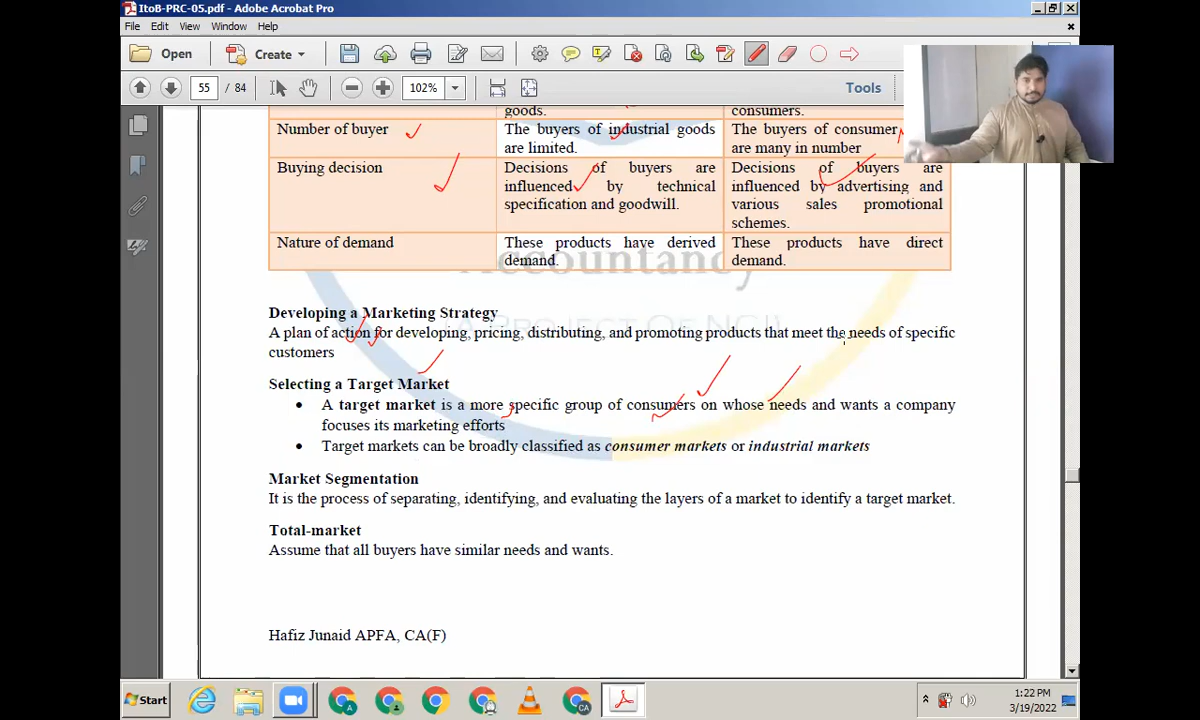 ItoB-PRC-05.pdf - Adobe Acrobat Pro
File Edit View Window Help
Open Create
55 / 84 102% Tools
goods. consumers.
Number of buyer The buyers of industrial goods are limited. The buyers of consumer are many in number
Buying decision Decisions of buyers are influenced by technical specification and goodwill. Decisions of buyers are influenced by advertising and various sales promotional schemes.
Nature of demand These products have derived demand. These products have direct demand.
Accountancy
Developing a Marketing Strategy
A plan of action for developing, pricing, distributing, and promoting products that meet the needs of specific
customers
Selecting a Target Market
• A target market is a more specific group of consumers on whose needs and wants a company
focuses its marketing efforts
• Target markets can be broadly classified as consumer markets or industrial markets
Market Segmentation
It is the process of separating, identifying, and evaluating the layers of a market to identify a target market.
Total-market
Assume that all buyers have similar needs and wants.
Hafiz Junaid APFA, CA(F)
Start
1:22 PM
3/19/2022